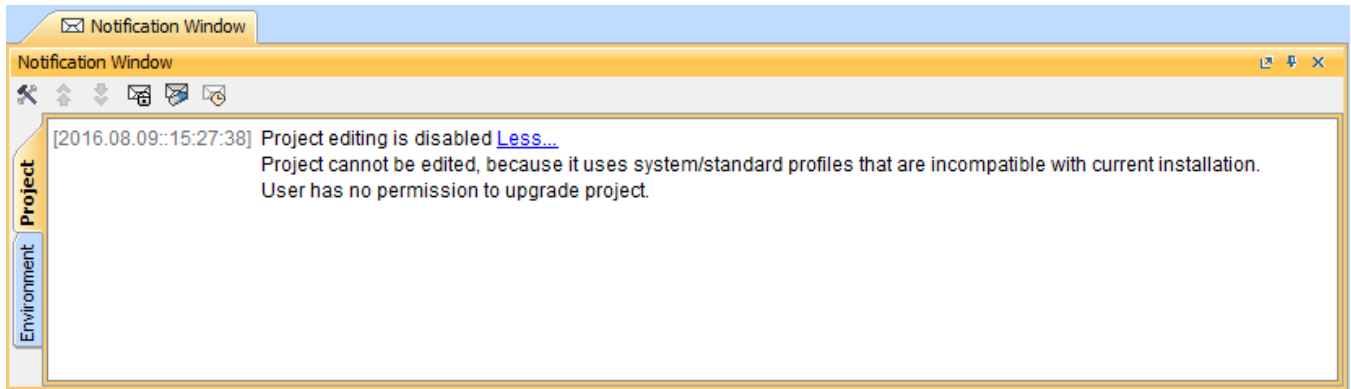 Notification Window
Notification Window
[2016.08.09::15:27:38] Project editing is disabled Less...
Project cannot be edited, because it uses system/standard profiles that are incompatible with current installation.
User has no permission to upgrade project.
Project
Environment